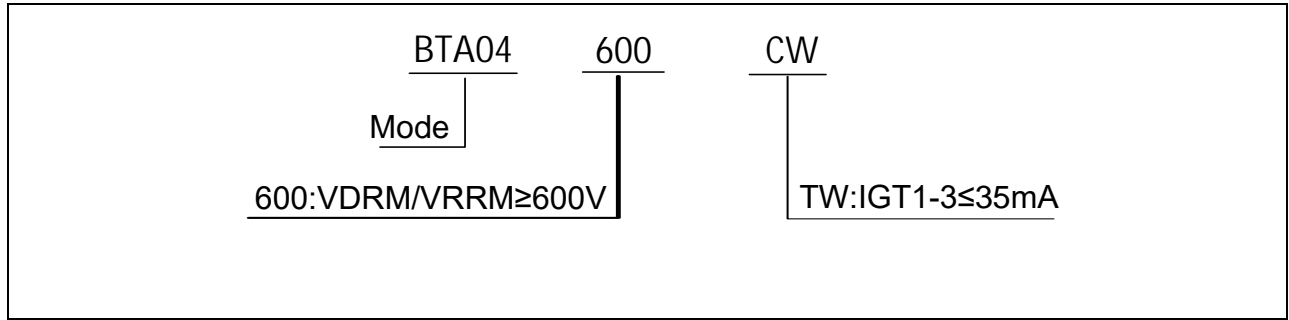 BTA04 600 CW
Mode
600:VDRM/VRRM≥600V TW:IGT1-3≤35mA